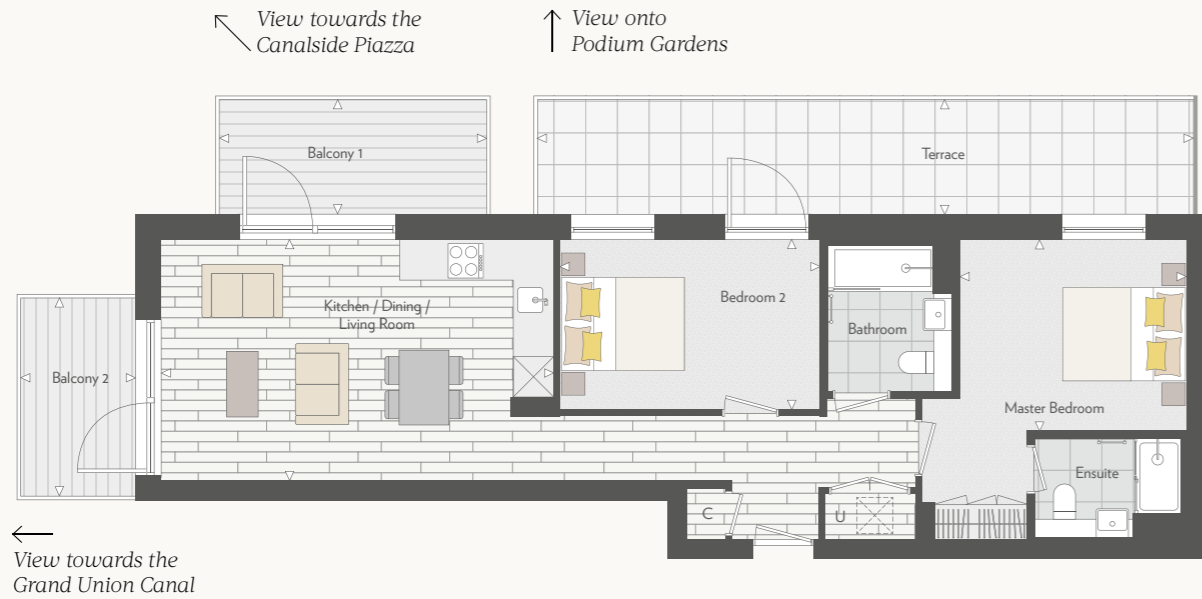 View towards the
Canalside Piazza
View onto
Podium Gardens
Balcony 1
Terrace
Kitchen / Dining /
Living Room
Bedroom 2
Bathroom
Balcony 2
Master Bedroom
Ensuite
C
U
View towards the
Grand Union Canal